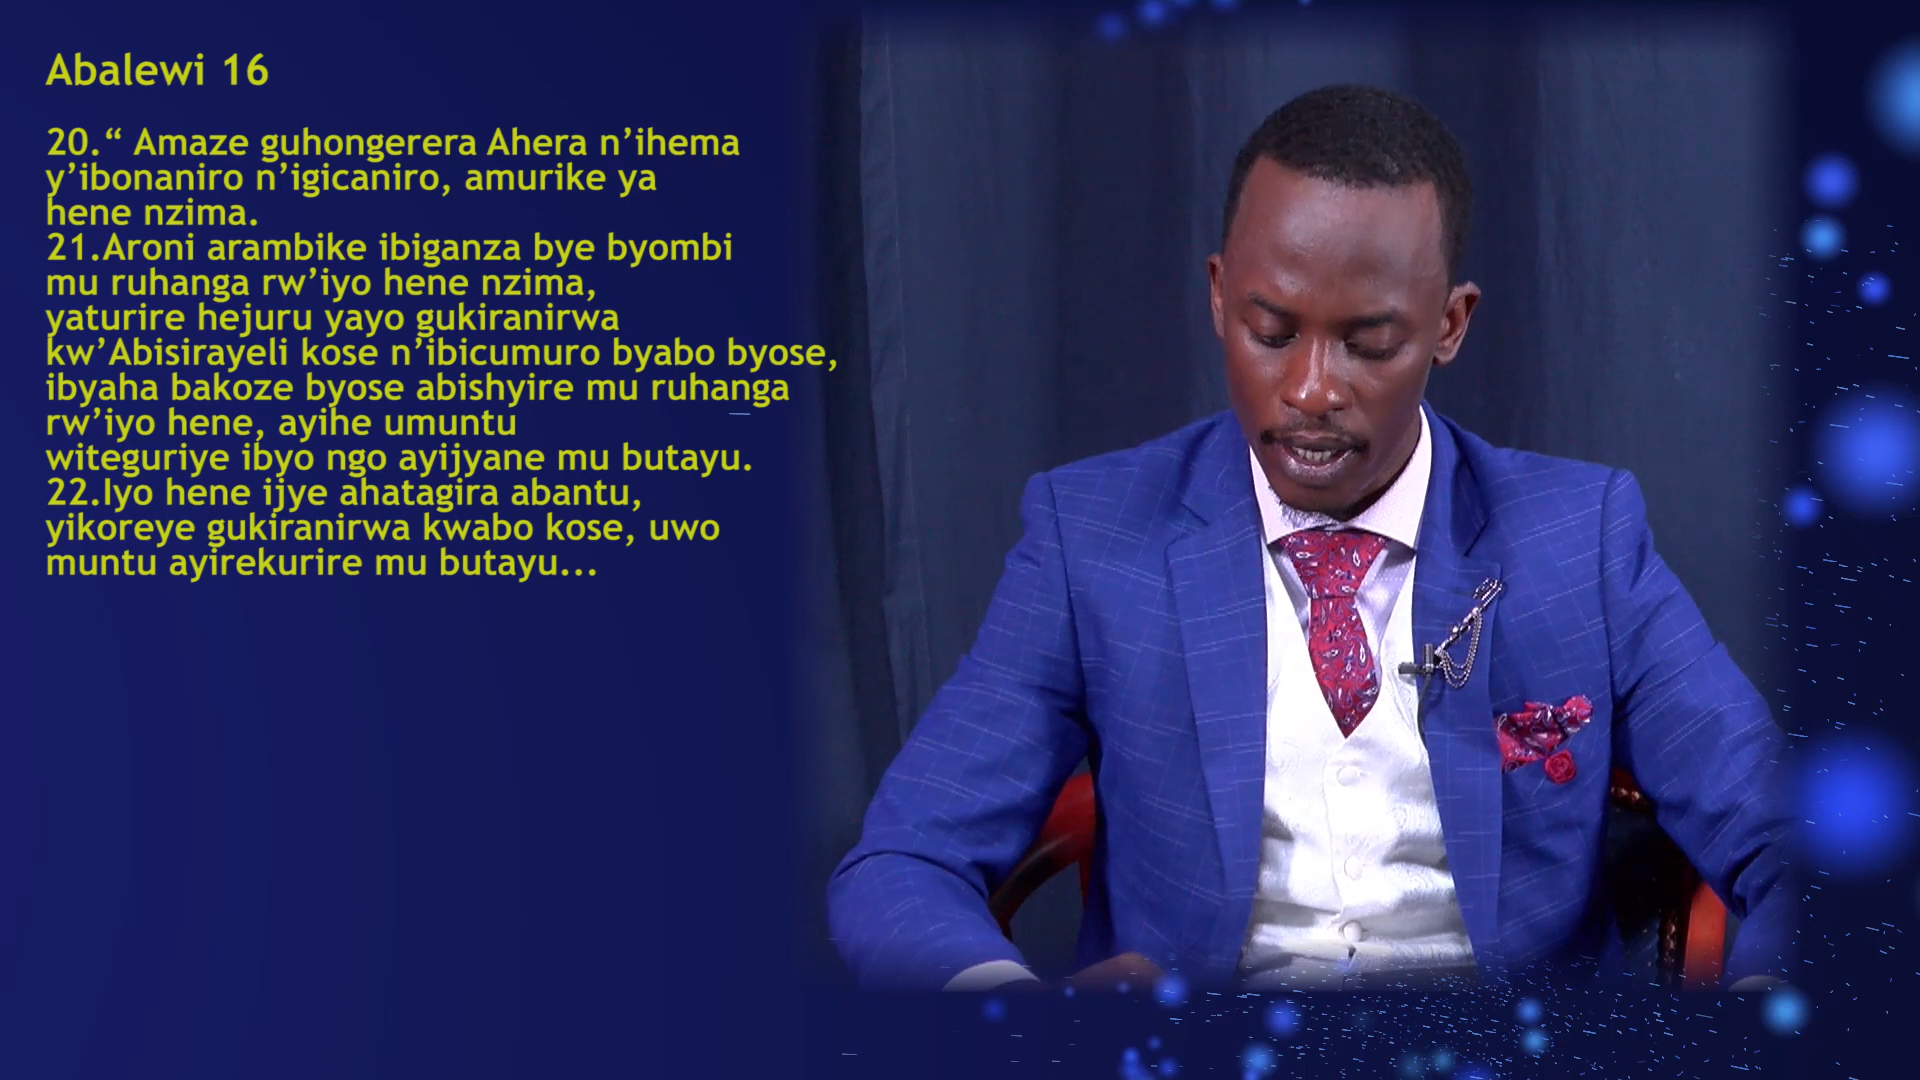 Abalewi 16
20.“ Amaze guhongerera Ahera n’ihema
y’ibonaniro n’igicaniro, amurike ya
hene nzima.
21.Aroni arambike ibiganza bye byombi
mu ruhanga rw’iyo hene nzima,
yaturire hejuru yayo gukiranirwa
kw’Abisirayeli kose n’ibicumuro byabo byose,
ibyaha bakoze byose abishyire mu ruhanga
rw’iyo hene, ayihe umuntu
witeguriye ibyo ngo ayijyane mu butayu.
22.Iyo hene ijye ahatagira abantu,
yikoreye gukiranirwa kwabo kose, uwo
muntu ayirekurire mu butayu...